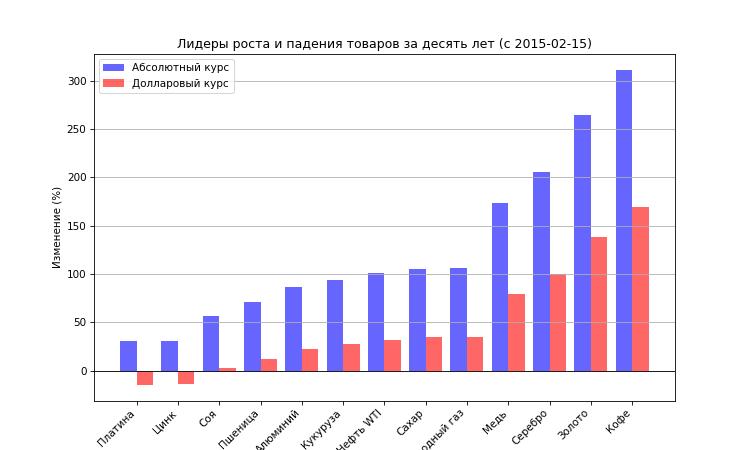 Лидеры роста и падения товаров за десять лет (с 2015-02-15)
Абсолютный курс
Долларовый курс
Изменение (%)
300
250
200
150
100
50
0
Платина
Цинк
Соя
Пшеница
Алюминий
Кукуруза
Нефть WTI
Сахар
газ
Медь
Серебро
Золото
Кофе